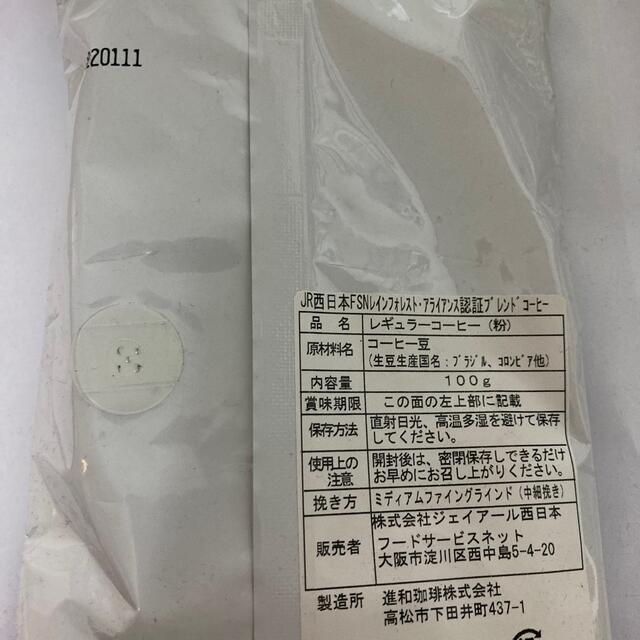 20111
JR西日本FSNレインフォレスト・アライアンス認証ブレンドコーヒー
品 名 レギュラーコーヒー（粉）
原材料名 コーヒー豆
（生豆生産国名：ブラジル、コロンビア他）
内容量 100g
賞味期限 この面の左上部に記載
保存方法 直射日光、高温多湿を避けて保存
してください。
使用上の
注意 開封後は、密閉保存しできるだけ
お早めにお召し上がりください。
挽き方 ミディアムファイングラインド（中細挽き）
販売者 株式会社ジェイアール西日本
フードサービスネット
大阪市淀川区西中島5-4-20
製造所 進和珈琲株式会社
高松市下田井町437-1